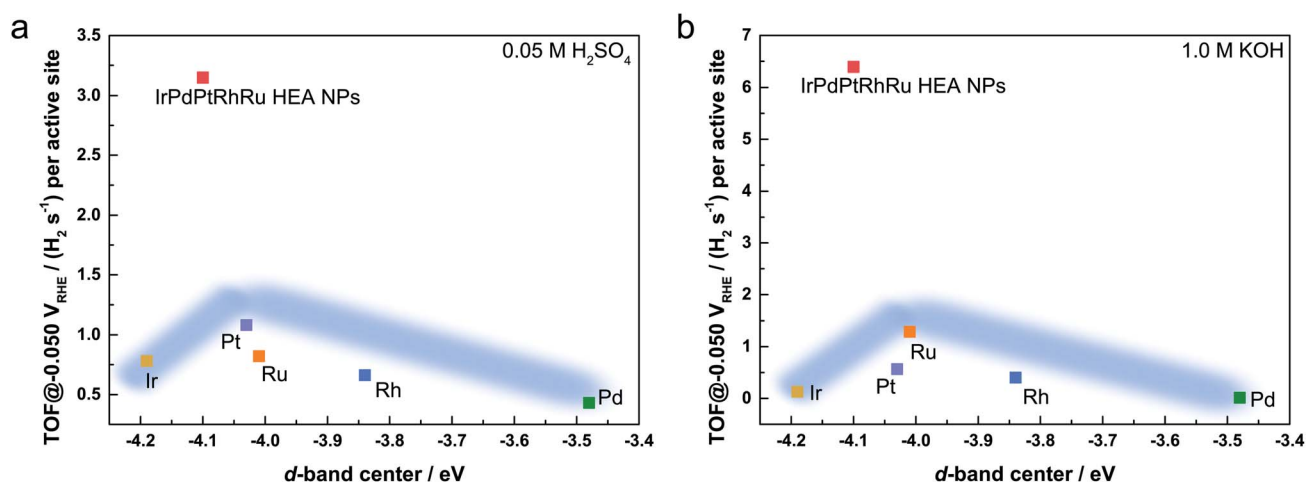 a
0.05 M H₂SO₄
TOF@-0.050 V_RHE / (H₂ s⁻¹) per active site
3.5
3.0
2.5
2.0
1.5
1.0
0.5
IrPdPtRhRu HEA NPs
Ir
Pt
Ru
Rh
Pd
-4.2 -4.1 -4.0 -3.9 -3.8 -3.7 -3.6 -3.5 -3.4
d-band center / eV
b
1.0 M KOH
TOF@-0.050 V_RHE / (H₂ s⁻¹) per active site
7
6
5
4
3
2
1
0
IrPdPtRhRu HEA NPs
Ir
Pt
Ru
Rh
Pd
-4.2 -4.1 -4.0 -3.9 -3.8 -3.7 -3.6 -3.5 -3.4
d-band center / eV